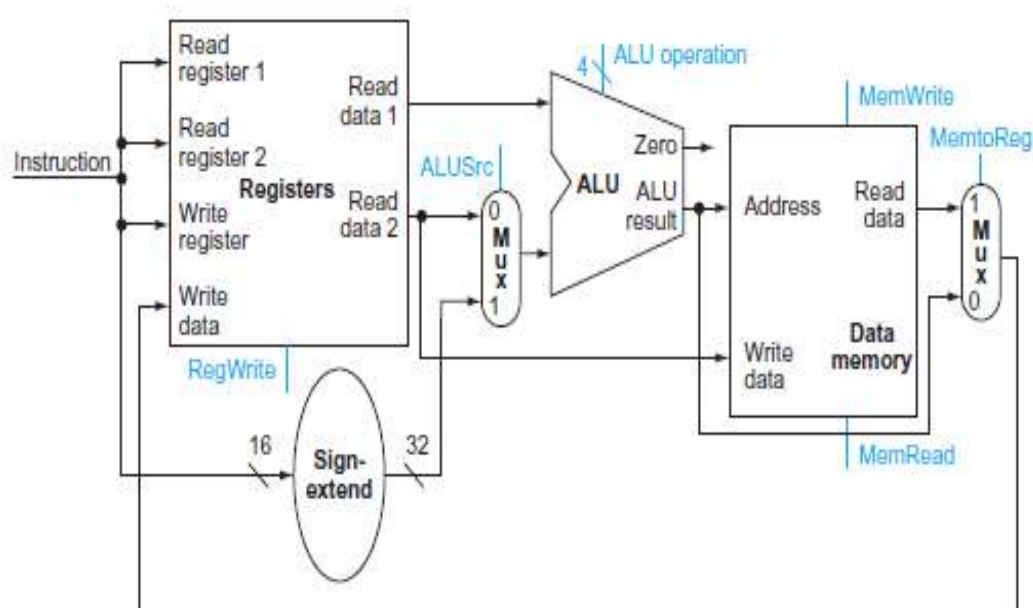 Instruction
Read
register 1
Read
register 2
Write
register
Write
data
Registers
Read
data 1
Read
data 2
RegWrite
16
Sign-
extend
32
ALUSrc
0
M
u
x
1
4
ALU operation
Zero
ALU
ALU
result
MemWrite
Address
Read
data
Write
data
Data
memory
MemRead
MemtoReg
1
M
u
x
0